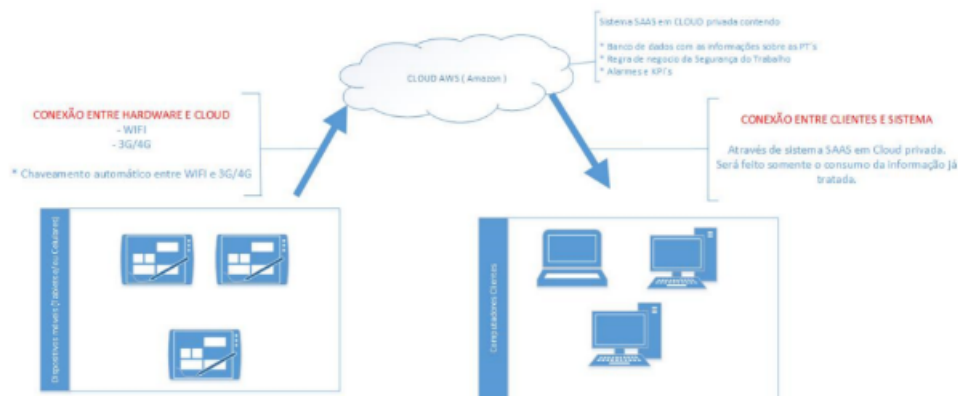 Sistema SAAS em CLOUD privada contendo
* Banco de dados com as informações sobre as PT's
* Regra de negocio da Segurança do Trabalho
* Alarmes e KPI's
CLOUD AWS ( Amazon )
CONEXÃO ENTRE HARDWARE E CLOUD
- WIFI
- 3G/4G
* Chaveamento automático entre WIFI e 3G/4G
CONEXÃO ENTRE CLIENTES E SISTEMA
Através de sistema SAAS em Cloud privada.
Será feito somente o consumo da informação já
tratada.
Dispositivos móveis (Tablets e/ou Celulares)
Computadores Clientes